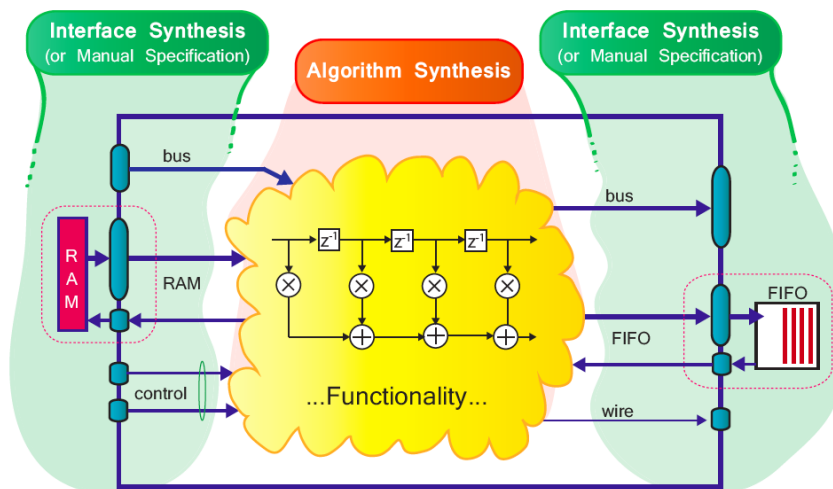 Interface Synthesis
(or Manual Specification)
Algorithm Synthesis
Interface Synthesis
(or Manual Specification)
bus
bus
RAM
RAM
z⁻¹
z⁻¹
z⁻¹
FIFO
FIFO
control
...Functionality...
wire